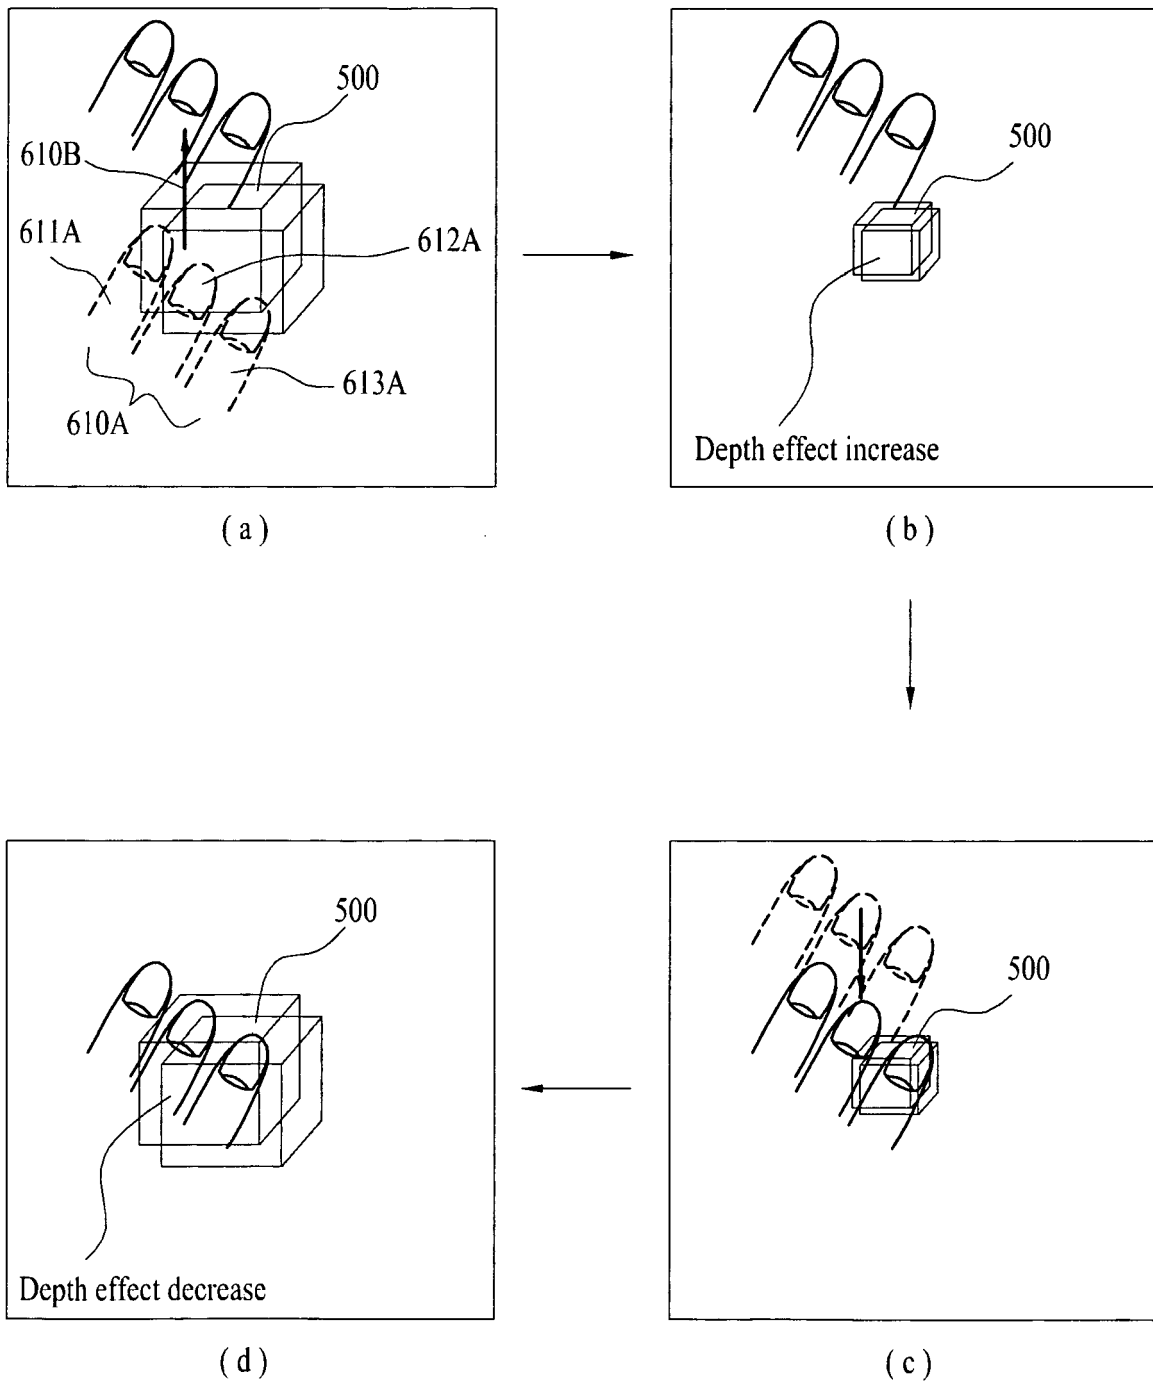 500
610B
611A
612A
613A
610A
( a )
500
Depth effect increase
( b )
500
Depth effect decrease
( d )
500
( c )